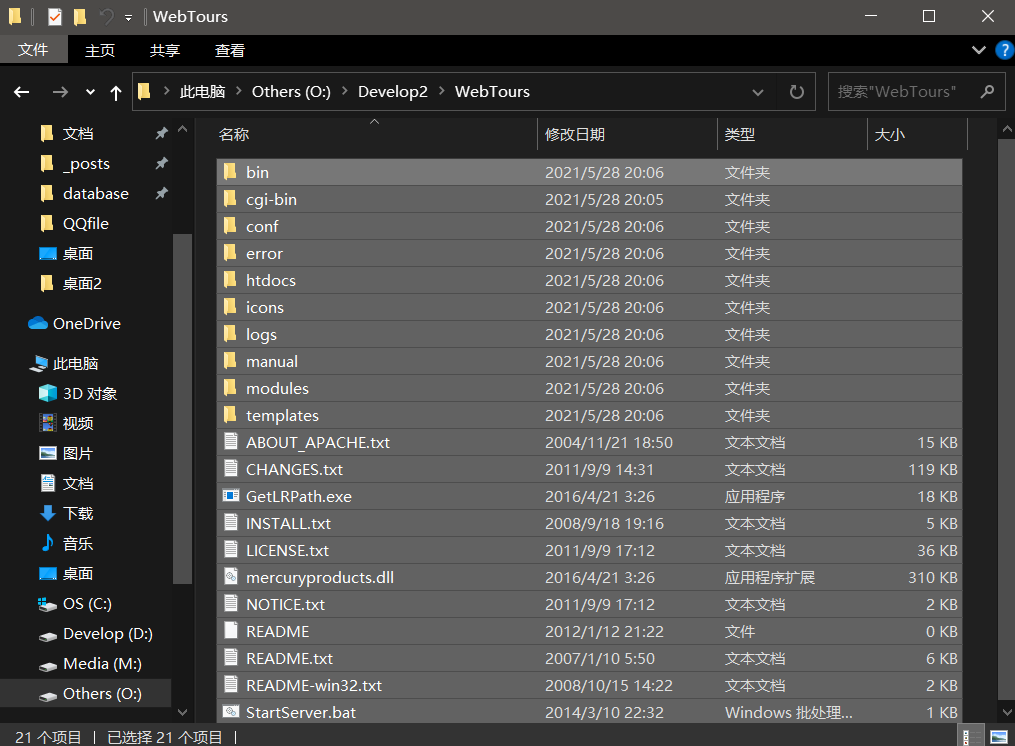 WebTours
文件 主页 共享 查看
此电脑 Others (O:) Develop2 WebTours 搜索"WebTours"
文档
_posts
database
QQfile
桌面
桌面2
OneDrive
此电脑
3D 对象
视频
图片
文档
下载
音乐
桌面
OS (C:)
Develop (D:)
Media (M:)
Others (O:)
名称 修改日期 类型 大小
bin 2021/5/28 20:06 文件夹
cgi-bin 2021/5/28 20:05 文件夹
conf 2021/5/28 20:06 文件夹
error 2021/5/28 20:06 文件夹
htdocs 2021/5/28 20:06 文件夹
icons 2021/5/28 20:06 文件夹
logs 2021/5/28 20:06 文件夹
manual 2021/5/28 20:06 文件夹
modules 2021/5/28 20:06 文件夹
templates 2021/5/28 20:06 文件夹
ABOUT_APACHE.txt 2004/11/21 18:50 文本文档 15 KB
CHANGES.txt 2011/9/9 14:31 文本文档 119 KB
GetLRPath.exe 2016/4/21 3:26 应用程序 18 KB
INSTALL.txt 2008/9/18 19:16 文本文档 5 KB
LICENSE.txt 2011/9/9 17:12 文本文档 36 KB
mercuryproducts.dll 2016/4/21 3:26 应用程序扩展 310 KB
NOTICE.txt 2011/9/9 17:12 文本文档 2 KB
README 2012/1/12 21:22 文件 0 KB
README.txt 2007/1/10 5:50 文本文档 6 KB
README-win32.txt 2008/10/15 14:22 文本文档 2 KB
StartServer.bat 2014/3/10 22:32 Windows 批处理... 1 KB
21 个项目 已选择 21 个项目